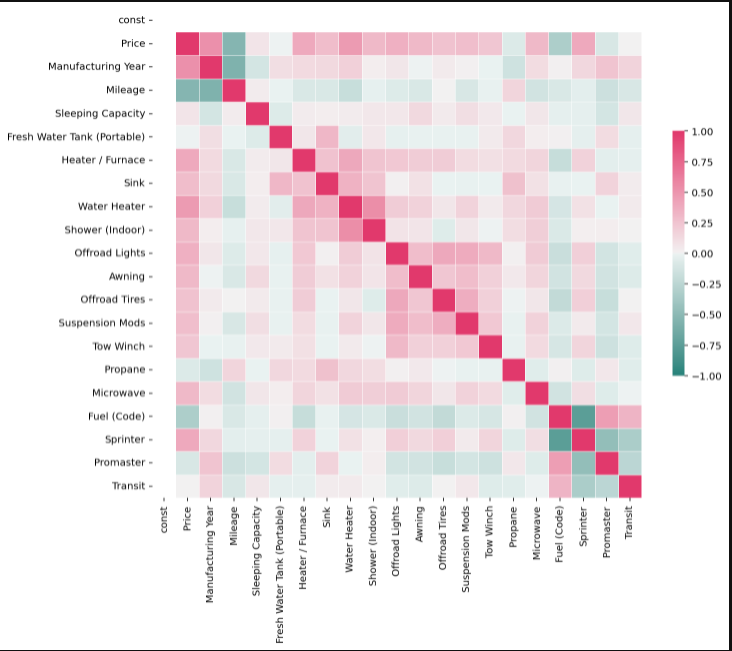 const
Price
Manufacturing Year
Mileage
Sleeping Capacity
Fresh Water Tank (Portable)
Heater / Furnace
Sink
Water Heater
Shower (Indoor)
Offroad Lights
Awning
Offroad Tires
Suspension Mods
Tow Winch
Propane
Microwave
Fuel (Code)
Sprinter
Promaster
Transit
const
Price
Manufacturing Year
Mileage
Sleeping Capacity
Fresh Water Tank (Portable)
Heater / Furnace
Sink
Water Heater
Shower (Indoor)
Offroad Lights
Awning
Offroad Tires
Suspension Mods
Tow Winch
Propane
Microwave
Fuel (Code)
Sprinter
Promaster
Transit
1.00
0.75
0.50
0.25
0.00
−0.25
−0.50
−0.75
−1.00